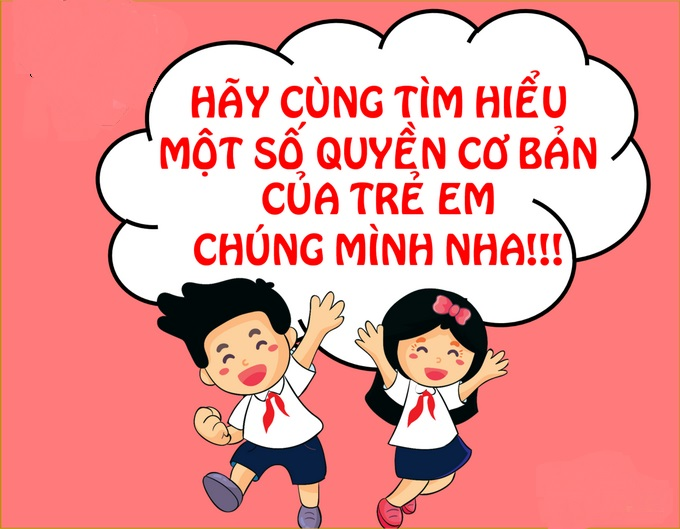 HÃY CÙNG TÌM HIỂU
MỘT SỐ QUYỀN CƠ BẢN
CỦA TRẺ EM
CHÚNG MÌNH NHA!!!